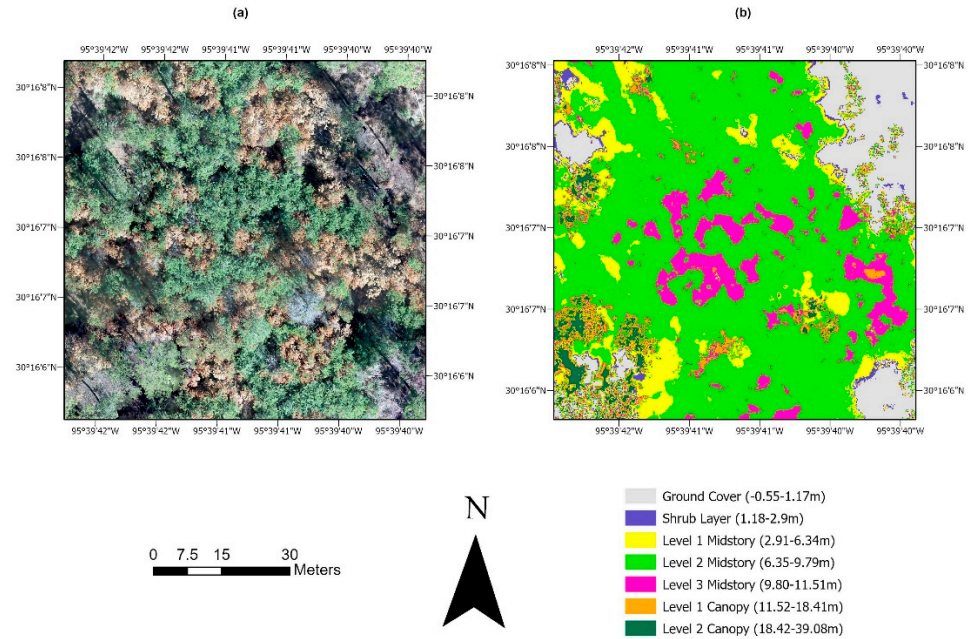 (a)
(b)
95°39'42"W 95°39'42"W 95°39'41"W 95°39'41"W 95°39'40"W 95°39'40"W
95°39'42"W 95°39'41"W 95°39'41"W 95°39'40"W 95°39'40"W
30°16'8"N
30°16'8"N
30°16'7"N
30°16'7"N
30°16'6"N
30°16'8"N
30°16'8"N
30°16'7"N
30°16'7"N
30°16'6"N
30°16'8"N
30°16'8"N
30°16'7"N
30°16'7"N
30°16'6"N
30°16'8"N
30°16'8"N
30°16'7"N
30°16'7"N
30°16'6"N
95°39'42"W 95°39'42"W 95°39'41"W 95°39'41"W 95°39'40"W 95°39'40"W
95°39'42"W 95°39'41"W 95°39'41"W 95°39'40"W 95°39'40"W
N
0 7.5 15 30
Meters
Ground Cover (-0.55-1.17m)
Shrub Layer (1.18-2.9m)
Level 1 Midstory (2.91-6.34m)
Level 2 Midstory (6.35-9.79m)
Level 3 Midstory (9.80-11.51m)
Level 1 Canopy (11.52-18.41m)
Level 2 Canopy (18.42-39.08m)